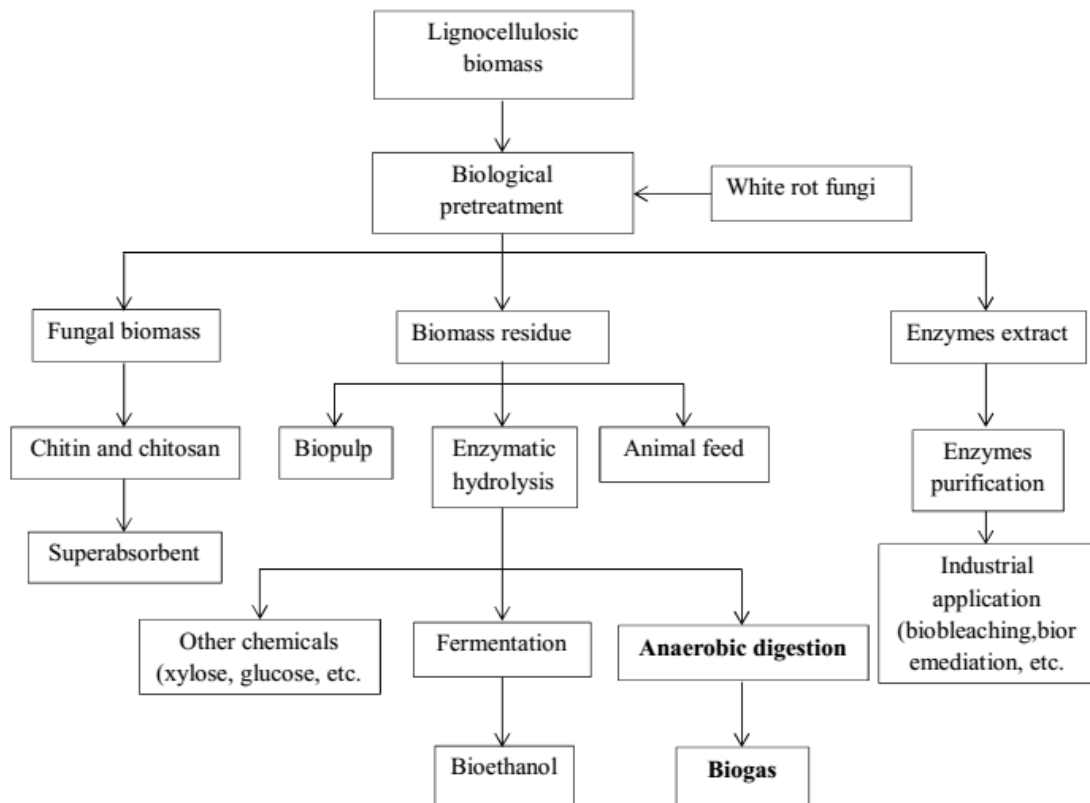 Lignocellulosic
biomass
Biological
pretreatment
White rot fungi
Fungal biomass
Biomass residue
Enzymes extract
Chitin and chitosan
Biopulp
Enzymatic
hydrolysis
Animal feed
Enzymes
purification
Superabsorbent
Industrial
application
(biobleaching,bior
emediation, etc.
Other chemicals
(xylose, glucose, etc.
Fermentation
Anaerobic digestion
Bioethanol
Biogas